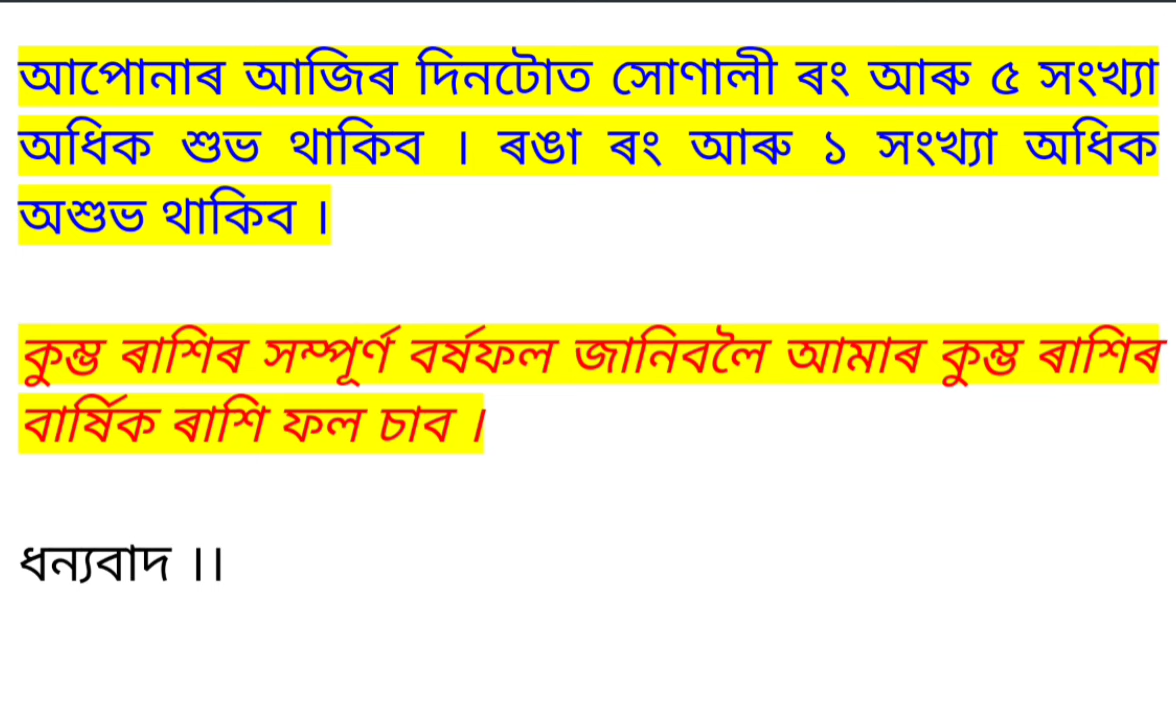 আপোনাৰ আজিৰ দিনটোত সোণালী ৰং আৰু ৫ সংখ্যা
অধিক শুভ থাকিব ।  ৰঙা ৰং আৰু ১ সংখ্যা অধিক
অশুভ থাকিব ।
কুম্ভ ৰাশিৰ সম্পূৰ্ণ বৰ্ষফল জানিবলৈ আমাৰ কুম্ভ ৰাশিৰ
বাৰ্ষিক ৰাশি ফল চাব ।
ধন্যবাদ ।।